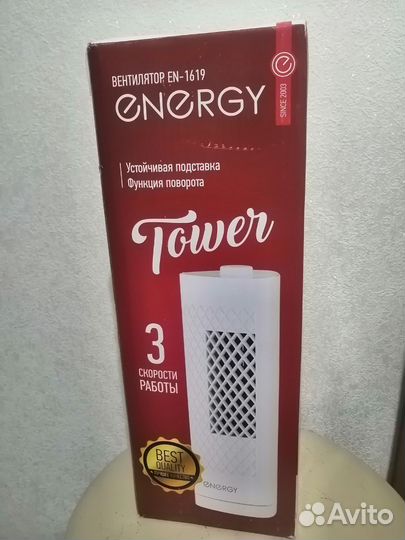 ВЕНТИЛЯТОР EN-1619
eNeRGY
SINCE 2003
Устойчивая подставка
Функция поворота
Tower
3
СКОРОСТИ
РАБОТЫ
BEST
QUALITY
eNeRGY
Avito